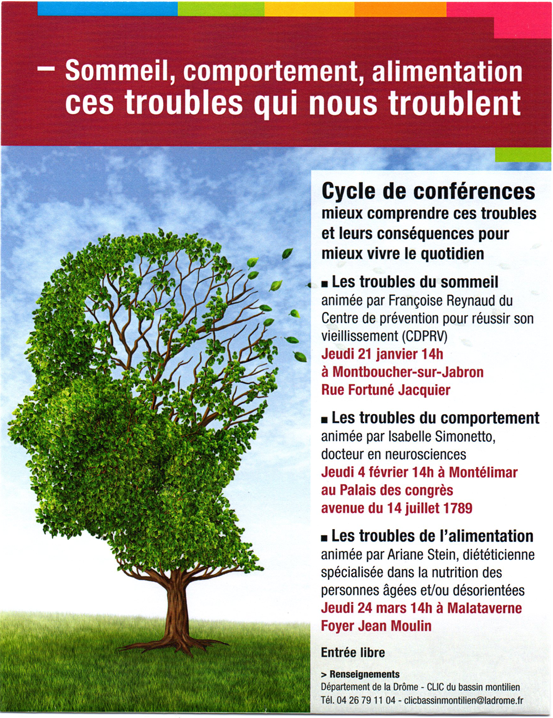 – Sommeil, comportement, alimentation
ces troubles qui nous troublent
Cycle de conférences
mieux comprendre ces troubles
et leurs conséquences pour
mieux vivre le quotidien
■ Les troubles du sommeil
animée par Françoise Reynaud du
Centre de prévention pour réussir son
vieillissement (CDPRV)
Jeudi 21 janvier 14h
à Montboucher-sur-Jabron
Rue Fortuné Jacquier
■ Les troubles du comportement
animée par Isabelle Simonetto,
docteur en neurosciences
Jeudi 4 février 14h à Montélimar
au Palais des congrès
avenue du 14 juillet 1789
■ Les troubles de l'alimentation
animée par Ariane Stein, diététicienne
spécialisée dans la nutrition des
personnes âgées et/ou désorientées
Jeudi 24 mars 14h à Malataverne
Foyer Jean Moulin
Entrée libre
> Renseignements
Département de la Drôme - CLIC du bassin montilien
Tél. 04 26 79 11 04 - clicbassinmontilien@ladrome.fr